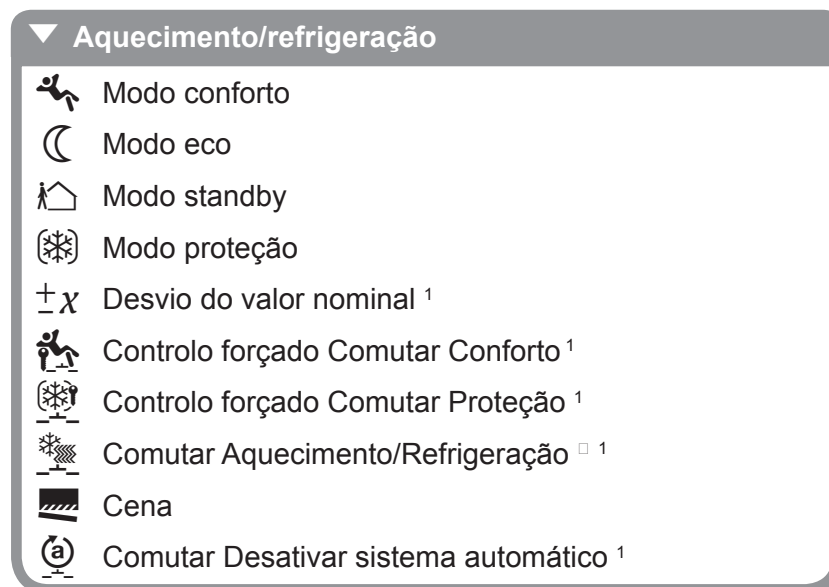 Aquecimento/refrigeração
Modo conforto
Modo eco
Modo standby
Modo proteção
Desvio do valor nominal ¹
Controlo forçado Comutar Conforto ¹
Controlo forçado Comutar Proteção ¹
Comutar Aquecimento/Refrigeração □ ¹
Cena
Comutar Desativar sistema automático ¹